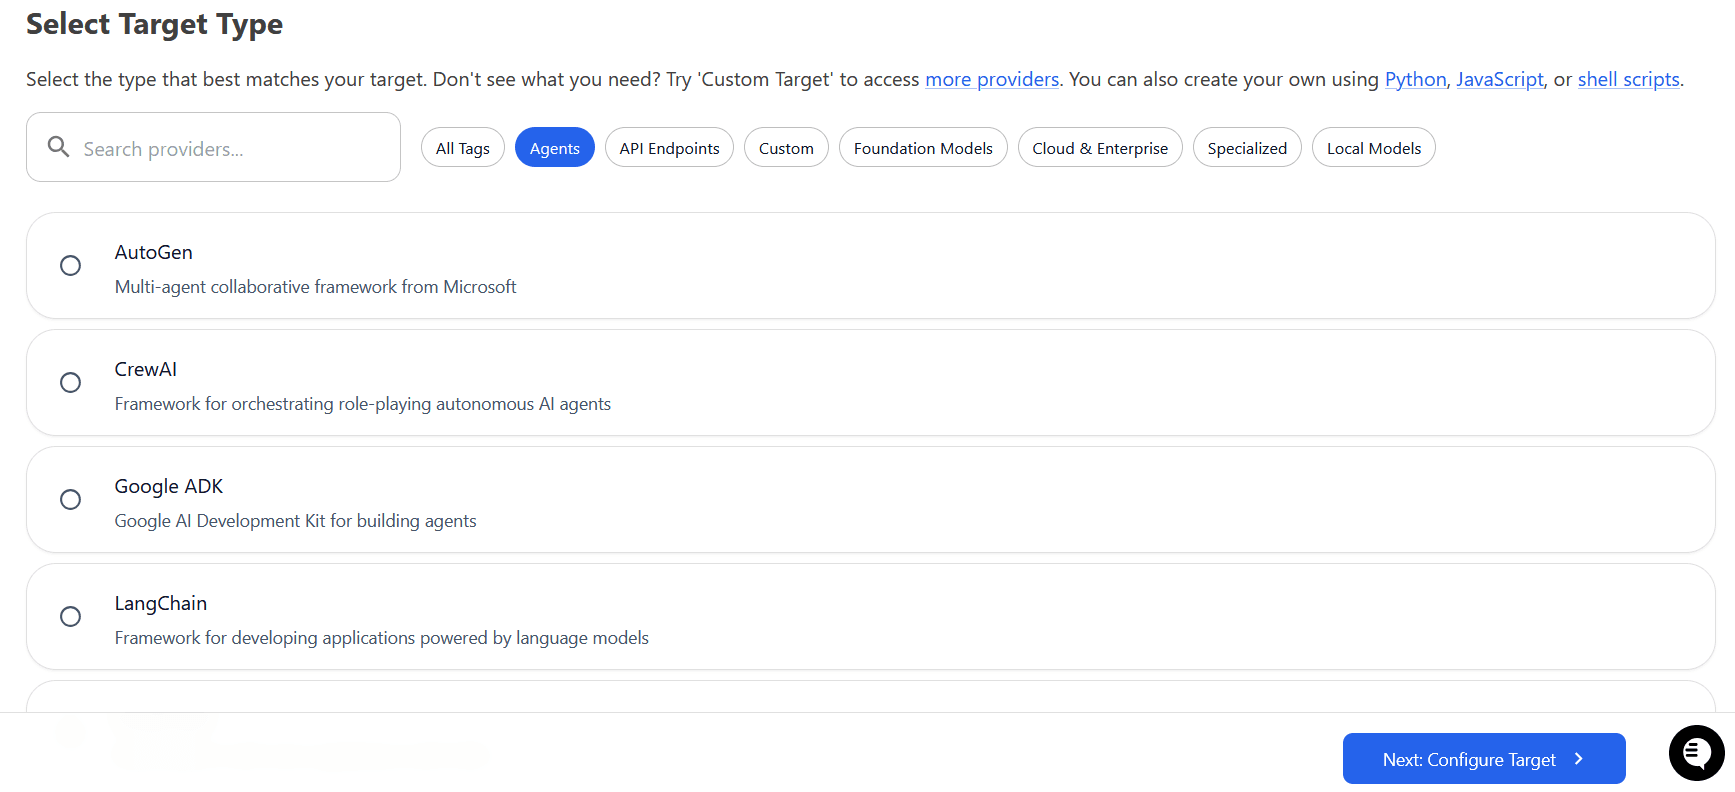 Select Target Type
Select the type that best matches your target. Don't see what you need? Try 'Custom Target' to access more providers. You can also create your own using Python, JavaScript, or shell scripts.
Search providers...
All Tags
Agents
API Endpoints
Custom
Foundation Models
Cloud & Enterprise
Specialized
Local Models
AutoGen
Multi-agent collaborative framework from Microsoft
CrewAI
Framework for orchestrating role-playing autonomous AI agents
Google ADK
Google AI Development Kit for building agents
LangChain
Framework for developing applications powered by language models
Next: Configure Target